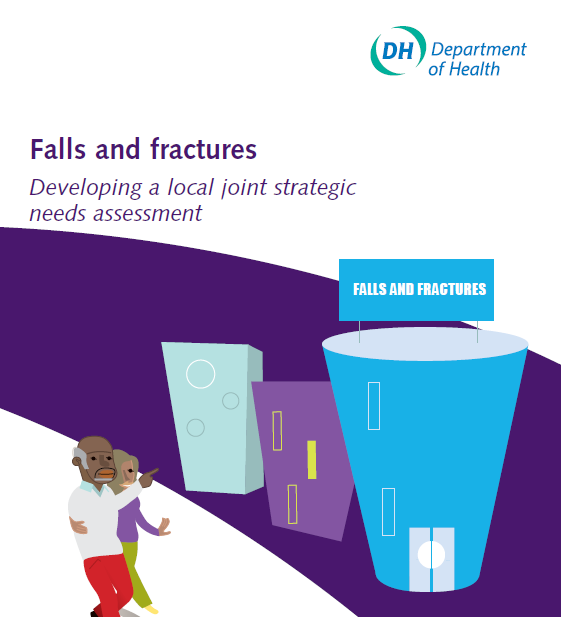 DH Department
of Health
Falls and fractures
Developing a local joint strategic
needs assessment
FALLS AND FRACTURES